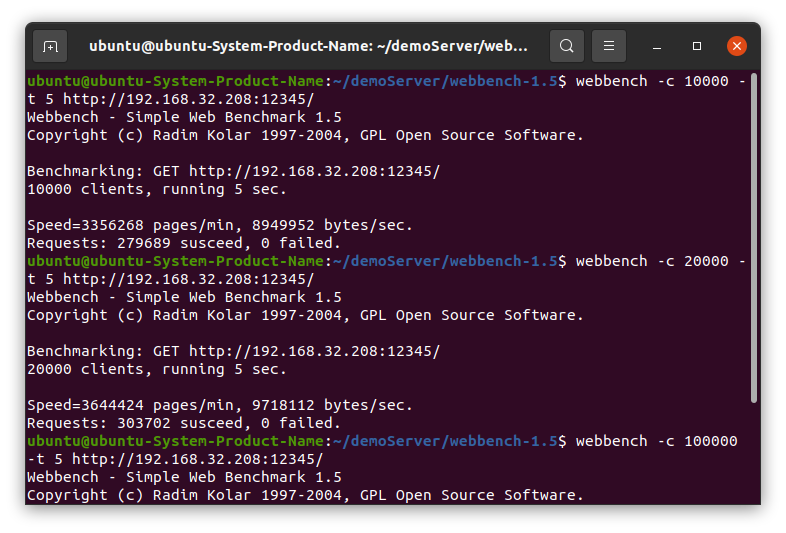 ubuntu@ubuntu-System-Product-Name: ~/demoServer/web...
ubuntu@ubuntu-System-Product-Name:~/demoServer/webbench-1.5$ webbench -c 10000 -
t 5 http://192.168.32.208:12345/
Webbench - Simple Web Benchmark 1.5
Copyright (c) Radim Kolar 1997-2004, GPL Open Source Software.
Benchmarking: GET http://192.168.32.208:12345/
10000 clients, running 5 sec.
Speed=3356268 pages/min, 8949952 bytes/sec.
Requests: 279689 susceed, 0 failed.
ubuntu@ubuntu-System-Product-Name:~/demoServer/webbench-1.5$ webbench -c 20000 -
t 5 http://192.168.32.208:12345/
Webbench - Simple Web Benchmark 1.5
Copyright (c) Radim Kolar 1997-2004, GPL Open Source Software.
Benchmarking: GET http://192.168.32.208:12345/
20000 clients, running 5 sec.
Speed=3644424 pages/min, 9718112 bytes/sec.
Requests: 303702 susceed, 0 failed.
ubuntu@ubuntu-System-Product-Name:~/demoServer/webbench-1.5$ webbench -c 100000
-t 5 http://192.168.32.208:12345/
Webbench - Simple Web Benchmark 1.5
Copyright (c) Radim Kolar 1997-2004, GPL Open Source Software.